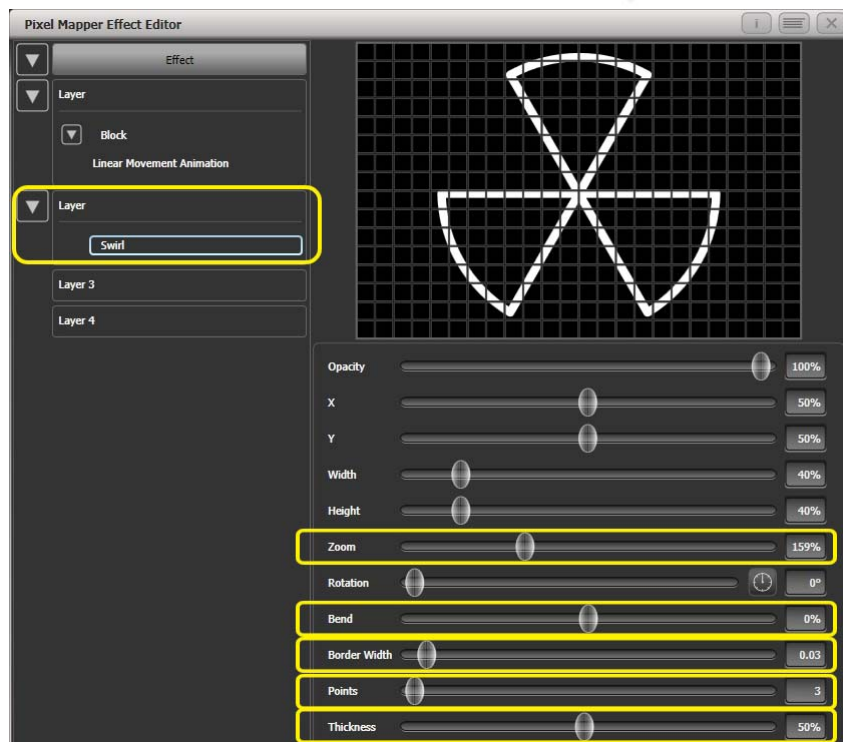 Pixel Mapper Effect Editor
i
Effect
Layer
Block
Linear Movement Animation
Layer
Swirl
Layer 3
Layer 4
Opacity 100%
X 50%
Y 50%
Width 40%
Height 40%
Zoom 159%
Rotation 0°
Bend 0%
Border Width 0.03
Points 3
Thickness 50%